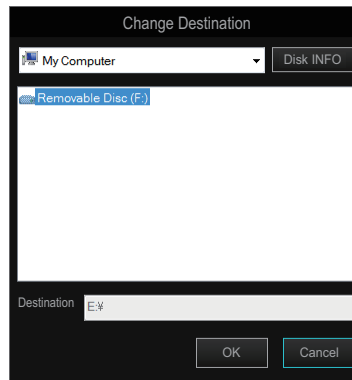 Change Destination
My Computer
Disk INFO
Removable Disc (F:)
Destination
E:¥
OK
Cancel